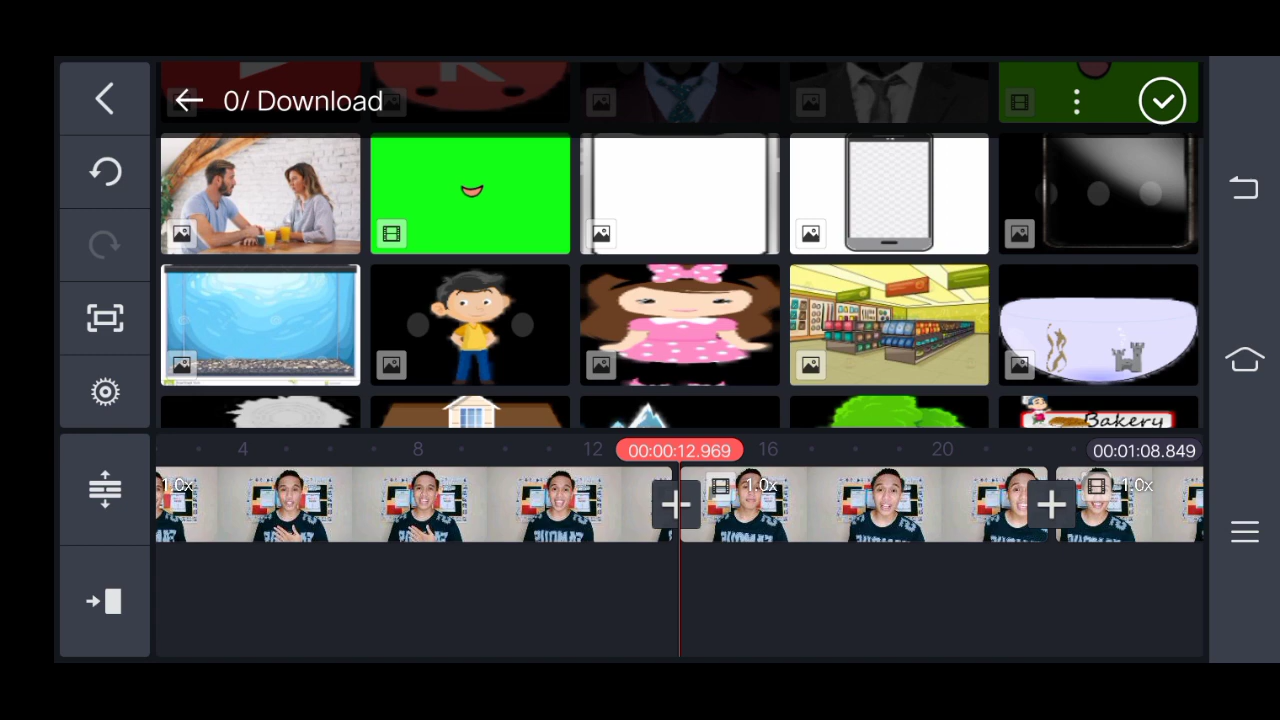 0/ Download
Bakery
4
8
12
00:00:12.969
16
20
00:01:08.849
1.0x
1.0x
1.0x